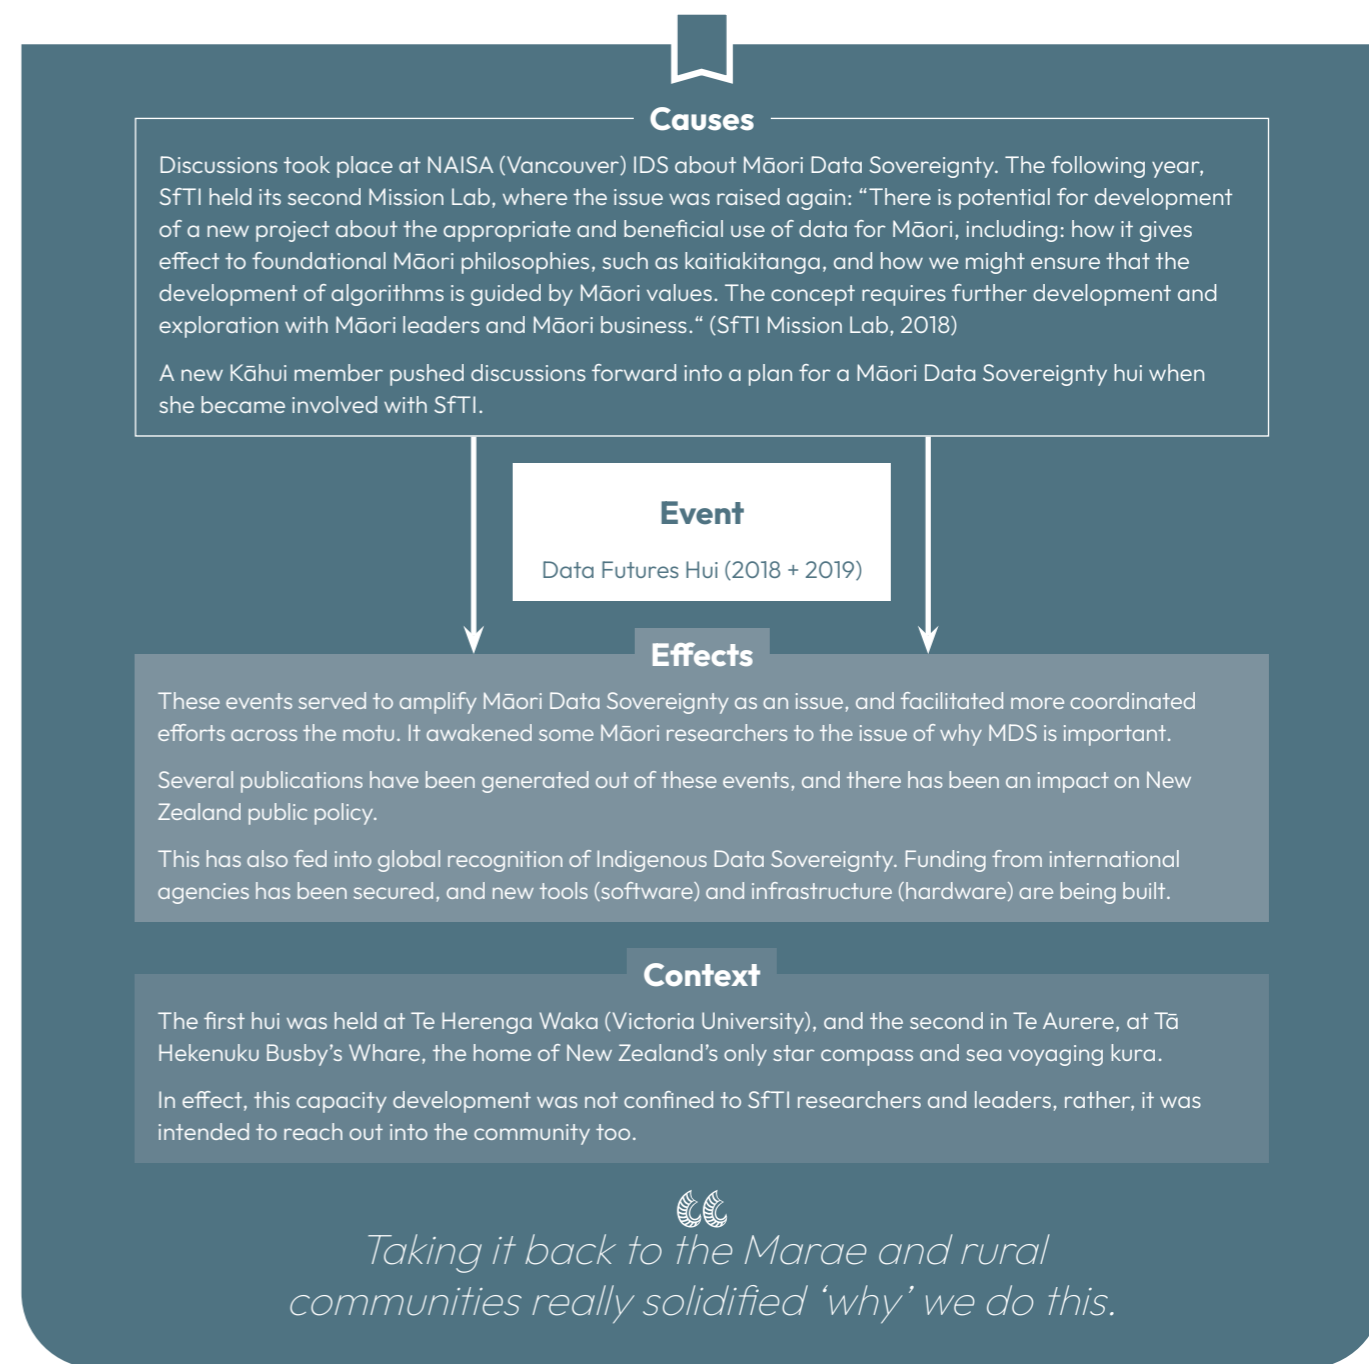 Causes
Discussions took place at NAISA (Vancouver) IDS about Māori Data Sovereignty. The following year,
SfTI held its second Mission Lab, where the issue was raised again: “There is potential for development
of a new project about the appropriate and beneficial use of data for Māori, including: how it gives
effect to foundational Māori philosophies, such as kaitiakitanga, and how we might ensure that the
development of algorithms is guided by Māori values. The concept requires further development and
exploration with Māori leaders and Māori business.“ (SfTI Mission Lab, 2018)
A new Kāhui member pushed discussions forward into a plan for a Māori Data Sovereignty hui when
she became involved with SfTI.
Event
Data Futures Hui (2018 + 2019)
Effects
These events served to amplify Māori Data Sovereignty as an issue, and facilitated more coordinated
efforts across the motu. It awakened some Māori researchers to the issue of why MDS is important.
Several publications have been generated out of these events, and there has been an impact on New
Zealand public policy.
This has also fed into global recognition of Indigenous Data Sovereignty. Funding from international
agencies has been secured, and new tools (software) and infrastructure (hardware) are being built.
Context
The first hui was held at Te Herenga Waka (Victoria University), and the second in Te Aurere, at Tā
Hekenuku Busby’s Whare, the home of New Zealand’s only star compass and sea voyaging kura.
In effect, this capacity development was not confined to SfTI researchers and leaders, rather, it was
intended to reach out into the community too.
Taking it back to the Marae and rural
communities really solidified ‘why’ we do this.